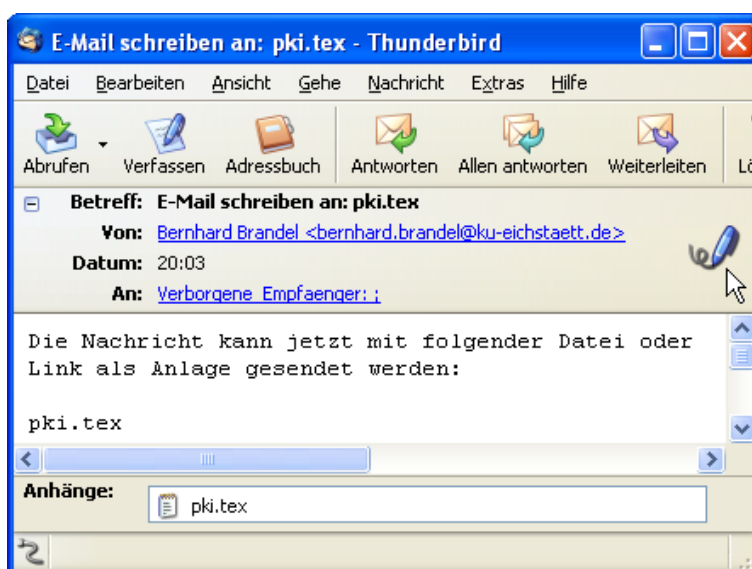 E-Mail schreiben an: pki.tex - Thunderbird
Datei Bearbeiten Ansicht Gehe Nachricht Extras Hilfe
Abrufen Verfassen Adressbuch Antworten Allen antworten Weiterleiten Lö
Betreff: E-Mail schreiben an: pki.tex
Von: Bernhard Brandel <bernhard.brandel@ku-eichstaett.de>
Datum: 20:03
An: Verborgene_Empfaenger: ;
Die Nachricht kann jetzt mit folgender Datei oder
Link als Anlage gesendet werden:
pki.tex
Anhänge: pki.tex